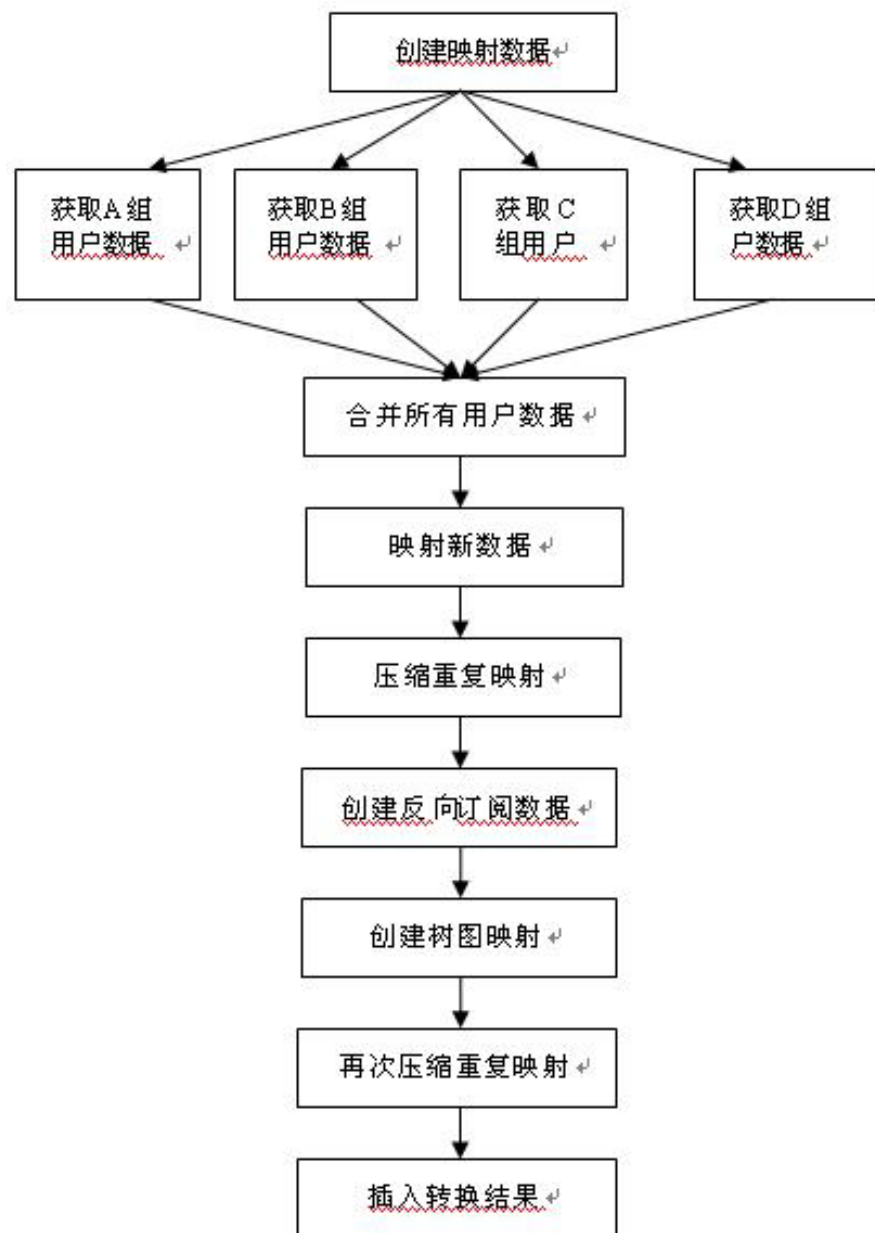 创建映射数据
获取A组
用户数据
获取B组
用户数据
获取C
组用户
获取D组
户数据
合并所有用户数据
映射新数据
压缩重复映射
创建反向订阅数据
创建树图映射
再次压缩重复映射
插入转换结果